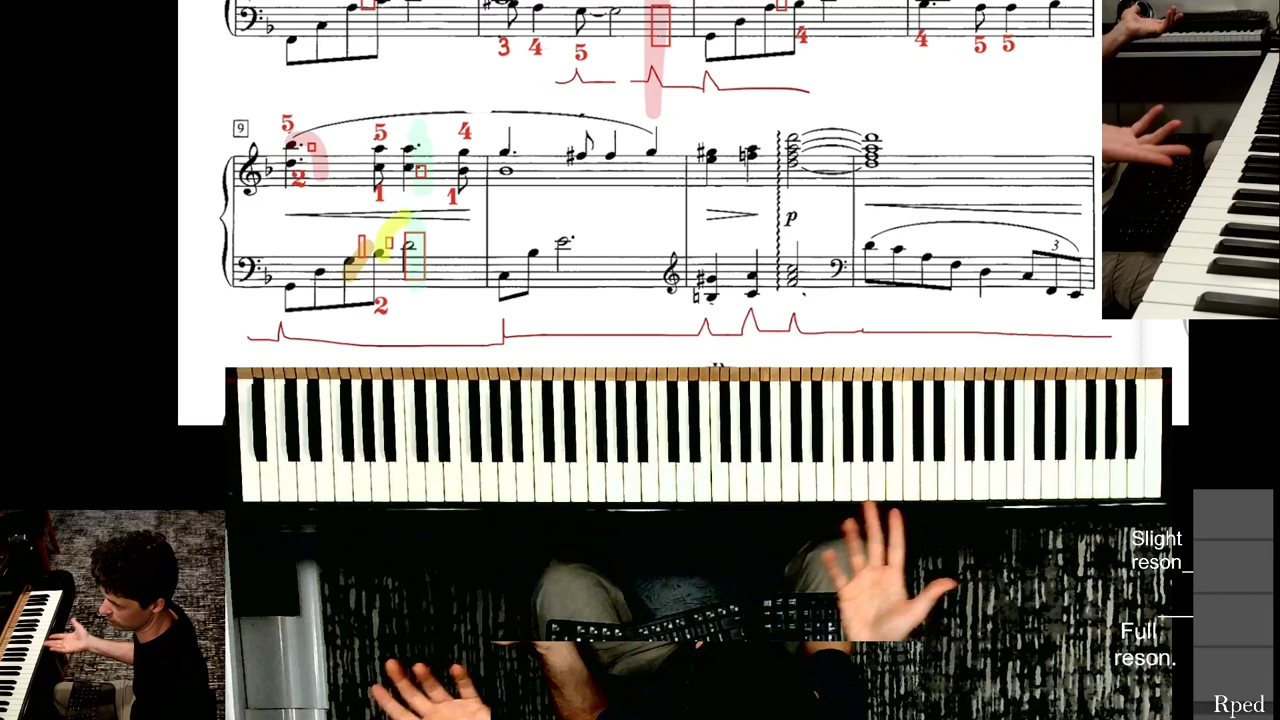 3 4 5 4 4 5 5
9
5 5 4
2 1 1
p
3
2
Slight
reson_
Full
reson.
Rped